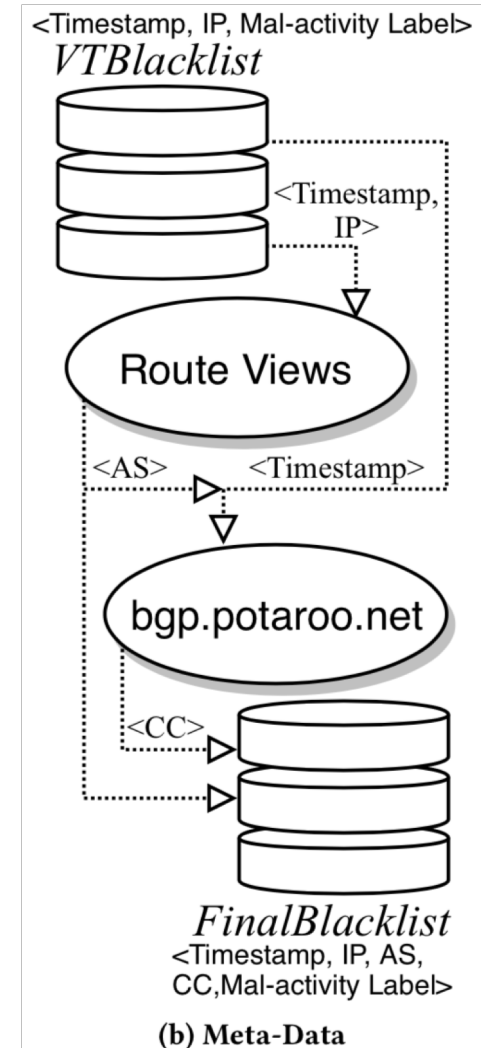 <Timestamp, IP, Mal-activity Label>
VTBlacklist
<Timestamp,
IP>
Route Views
<AS>
<Timestamp>
bgp.potaroo.net
<CC>
FinalBlacklist
<Timestamp, IP, AS,
CC,Mal-activity Label>
(b) Meta-Data